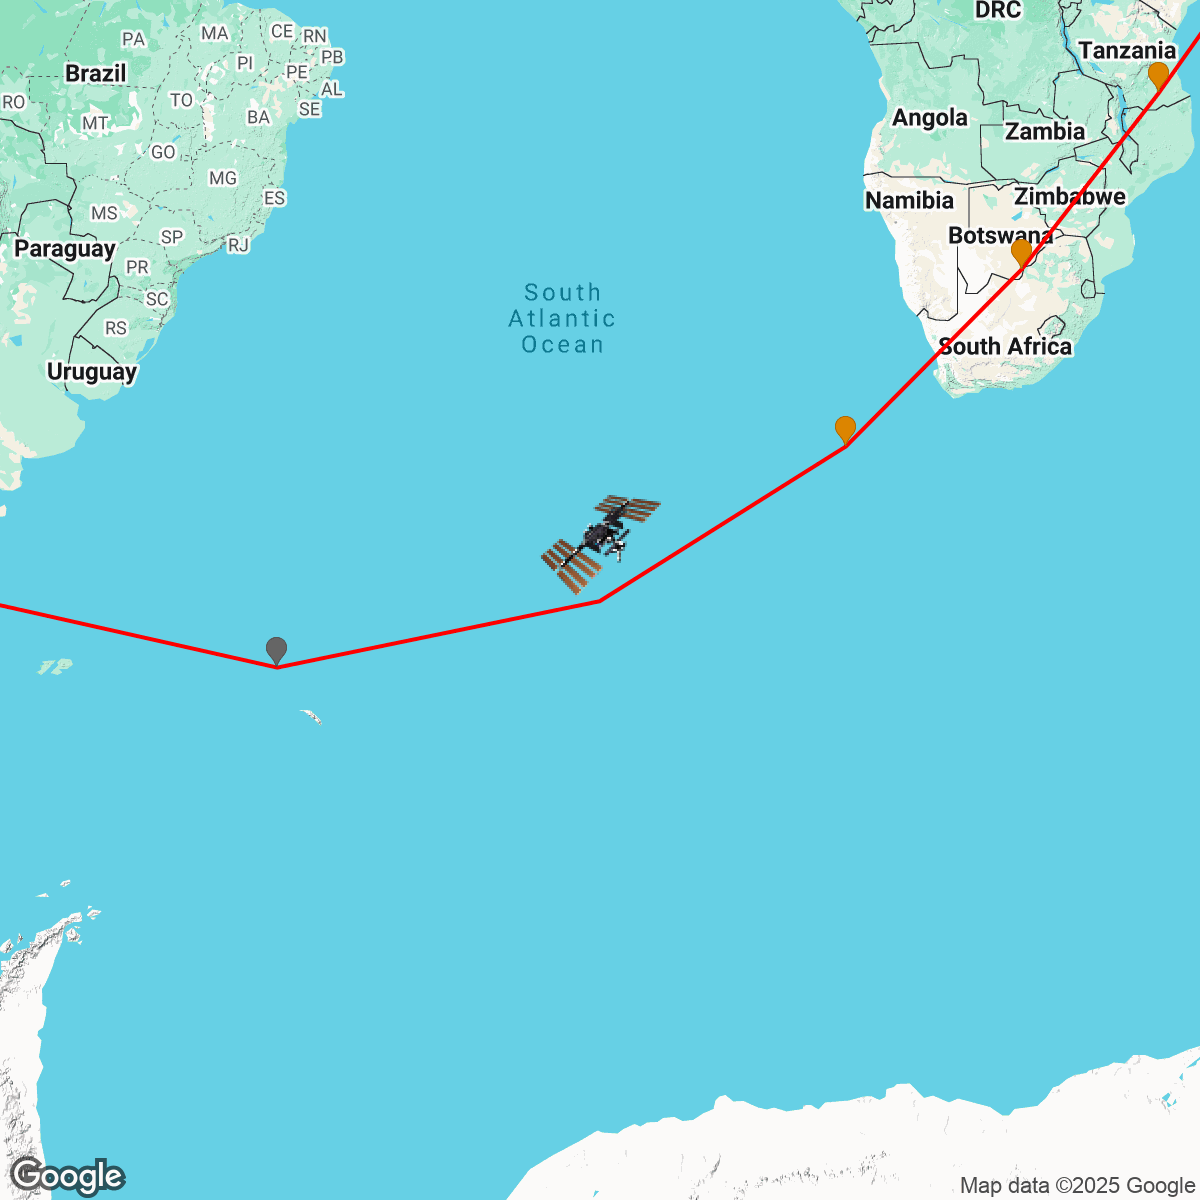 DRC
MA
CE
RN
PA
PB
Tanzania
PI
PE
Brazil
AL
RO
TO
SE
MT
BA
Angola
Zambia
GO
MG
ES
Zimbabwe
Namibia
MS
SP
RJ
Botswana
Paraguay
PR
SC
South
Atlantic
Ocean
RS
South Africa
Uruguay
Google
Map data ©2025 Google